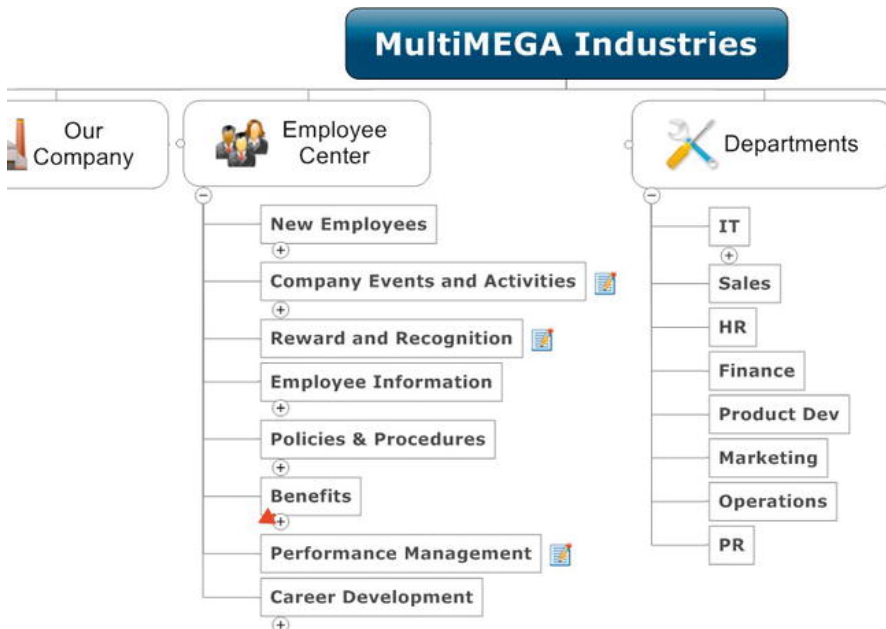 MultiMEGA Industries
Our
Company
Employee
Center
New Employees
Company Events and Activities
Reward and Recognition
Employee Information
Policies & Procedures
Benefits
Performance Management
Career Development
Departments
IT
Sales
HR
Finance
Product Dev
Marketing
Operations
PR